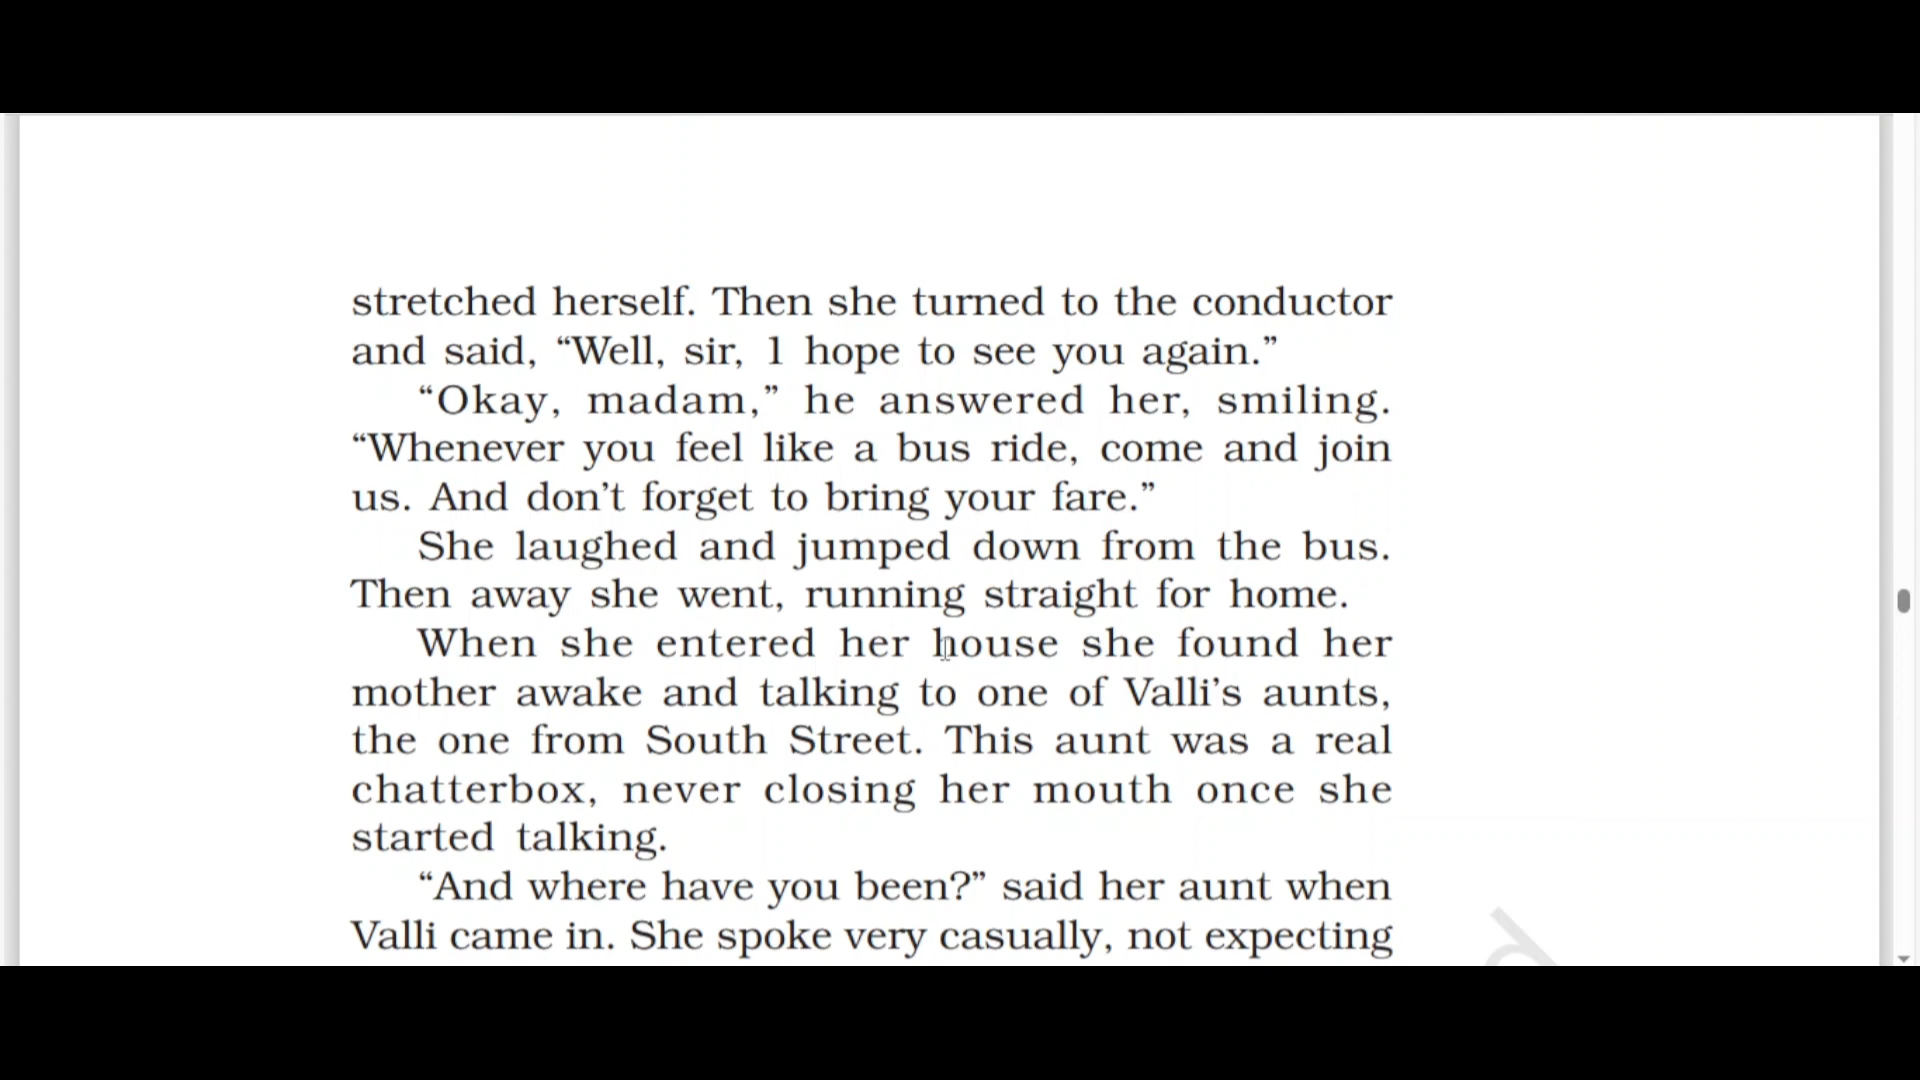 stretched herself. Then she turned to the conductor
and said, “Well, sir, 1 hope to see you again.”
“Okay, madam,” he answered her, smiling.
“Whenever you feel like a bus ride, come and join
us. And don’t forget to bring your fare.”
She laughed and jumped down from the bus.
Then away she went, running straight for home.
When she entered her house she found her
mother awake and talking to one of Valli’s aunts,
the one from South Street. This aunt was a real
chatterbox, never closing her mouth once she
started talking.
“And where have you been?” said her aunt when
Valli came in. She spoke very casually, not expecting